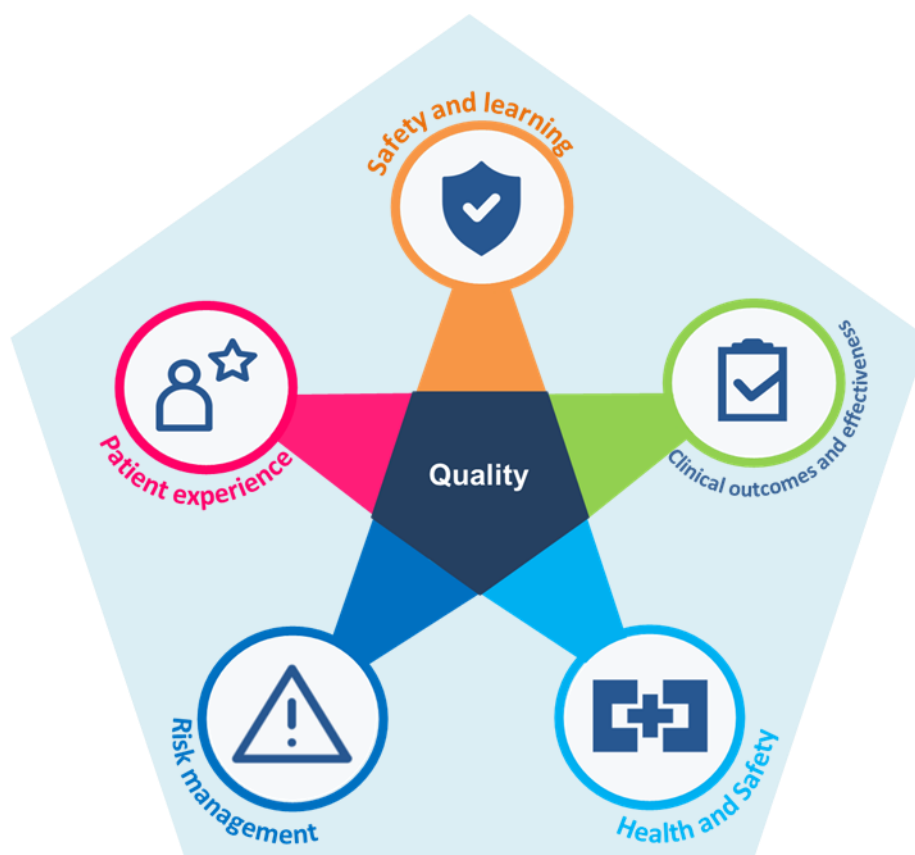 Safety and learning
Clinical outcomes and effectiveness
Patient experience
Quality
Risk management
Health and Safety